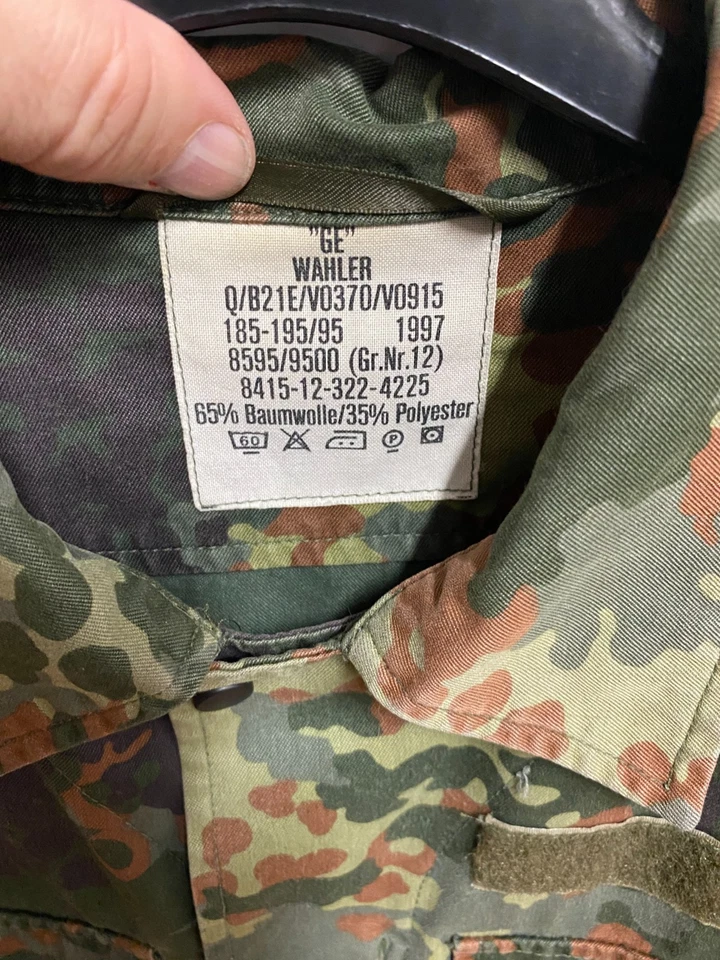 "GE"
WAHLER
Q/B21E/V0370/V0915
185-195/95 1997
8595/9500 (Gr.Nr.12)
8415-12-322-4225
65% Baumwolle/35% Polyester
60 P